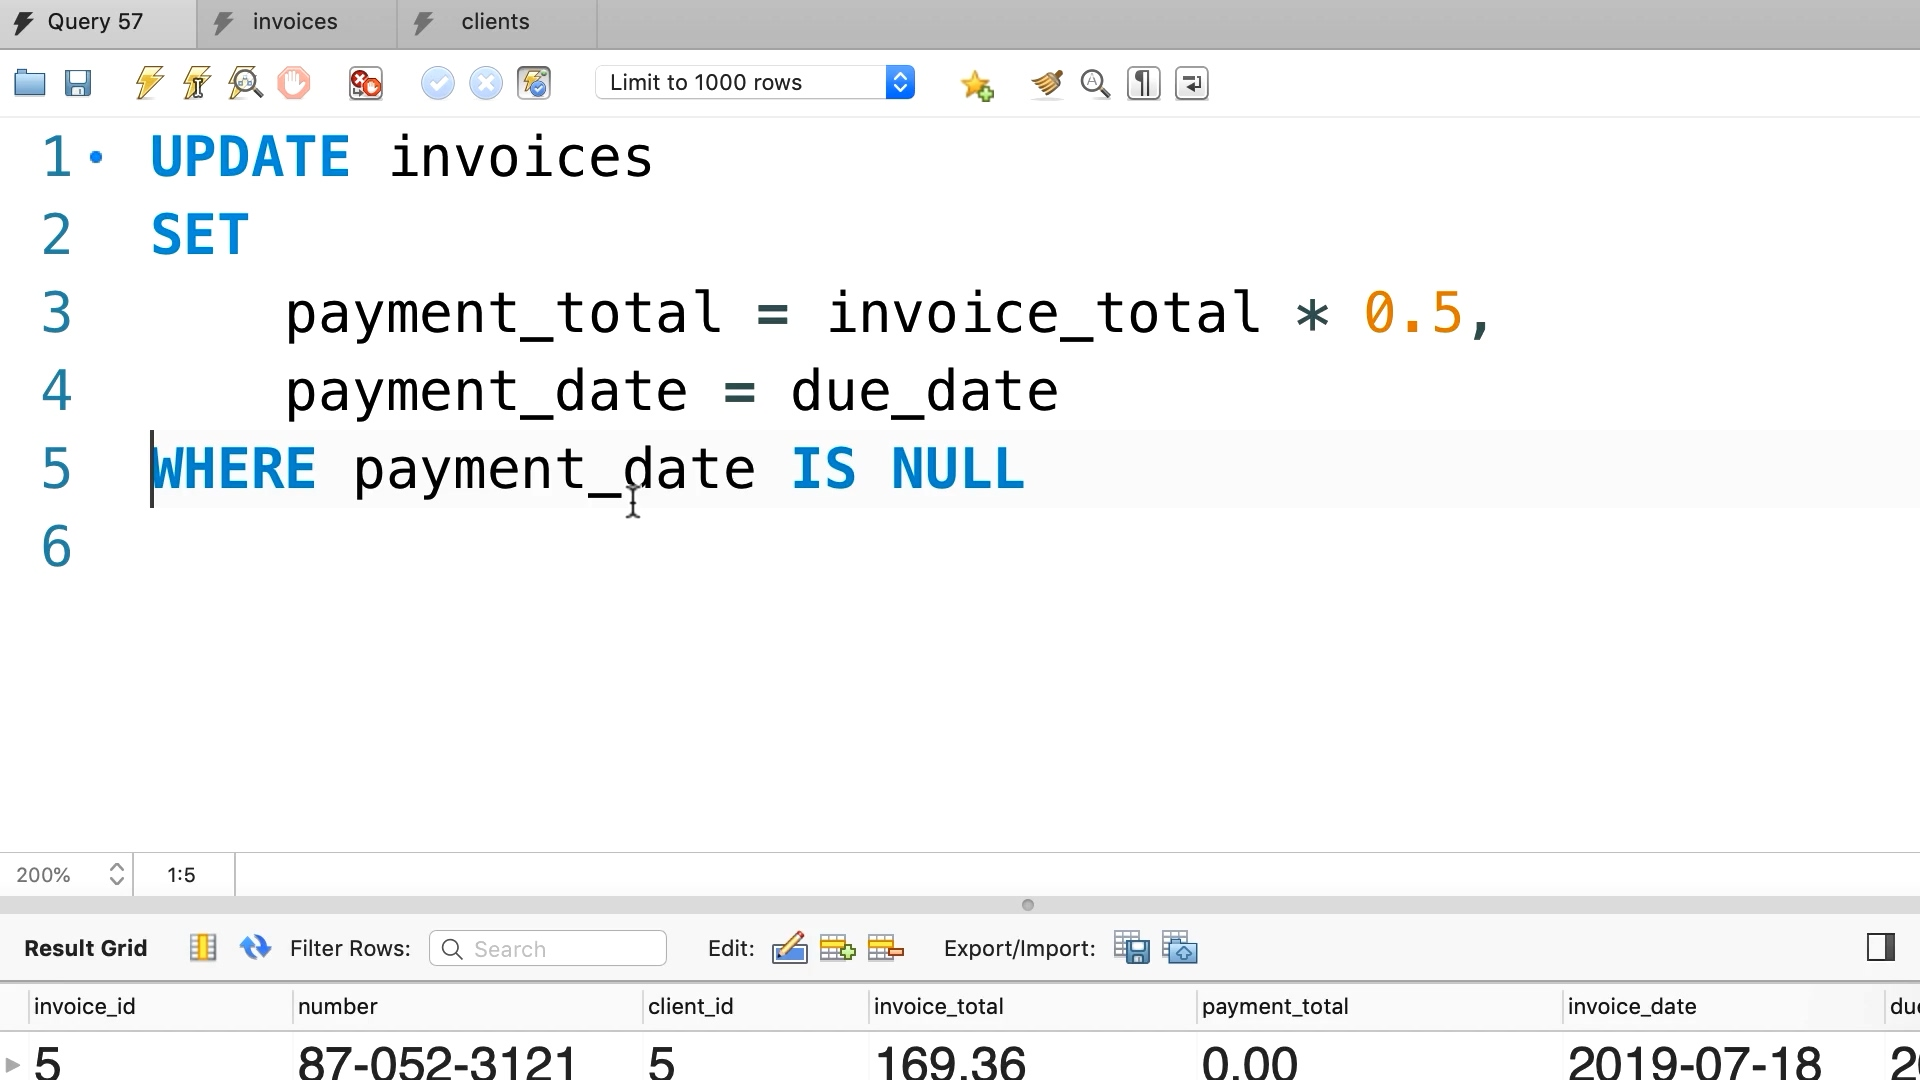 Query 57 invoices clients
Limit to 1000 rows
1 UPDATE invoices
2 SET
3 payment_total = invoice_total * 0.5,
4 payment_date = due_date
5 WHERE payment_date IS NULL
6
200% 1:5
Result Grid Filter Rows: Search Edit: Export/Import:
invoice_id number client_id invoice_total payment_total invoice_date
5 87-052-3121 5 169.36 0.00 2019-07-18